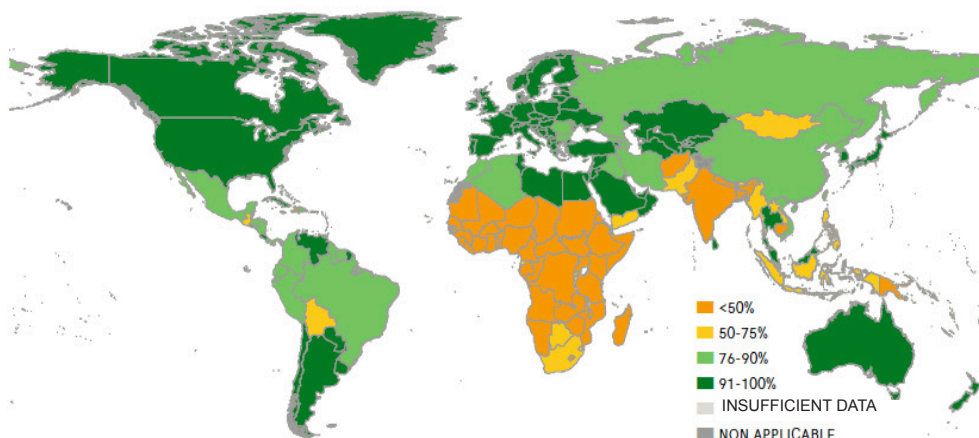 <50%
50-75%
76-90%
91-100%
INSUFFICIENT DATA
NON APPLICABLE